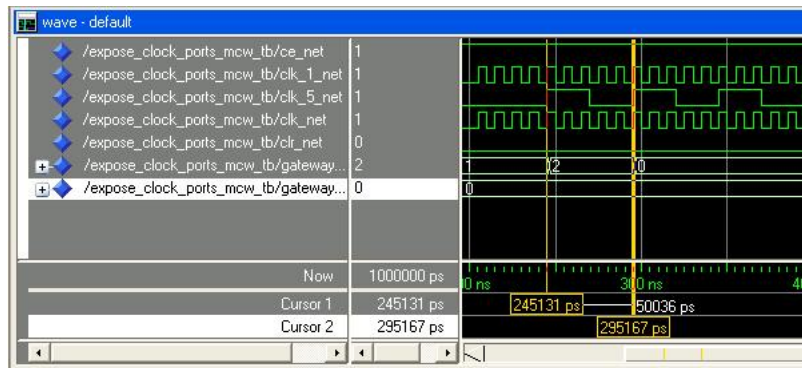 wave - default
/expose_clock_ports_mcw_tb/ce_net 1
/expose_clock_ports_mcw_tb/clk_1_net 1
/expose_clock_ports_mcw_tb/clk_5_net 1
/expose_clock_ports_mcw_tb/clk_net 1
/expose_clock_ports_mcw_tb/clr_net 0
/expose_clock_ports_mcw_tb/gateway... 2 1 2 0
/expose_clock_ports_mcw_tb/gateway... 0 0
Now 1000000 ps 0 ns 300 ns 4
Cursor 1 245131 ps 245131 ps 50036 ps
Cursor 2 295167 ps 295167 ps